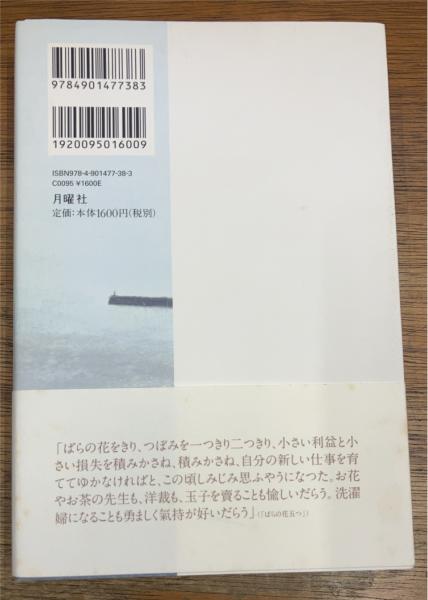 9784901477383
1920095016009
ISBN978-4-901477-38-3
C0095 ¥1600E
月曜社
定価:本体1600円(税別)
「ばらの花をきり、つぼみを一つきり二つきり、小さい利益と小
さい損失を積みかさね、積みかさね、自分の新しい仕事を育
ててゆかなければと、この頃しみじみ思ふやうになつた。お花
やお茶の先生も、洋裁も、玉子を賣ることも愉しいだらう。洗濯
婦になることも勇ましく氣持が好いだらう」(「ばらの花五つ」)